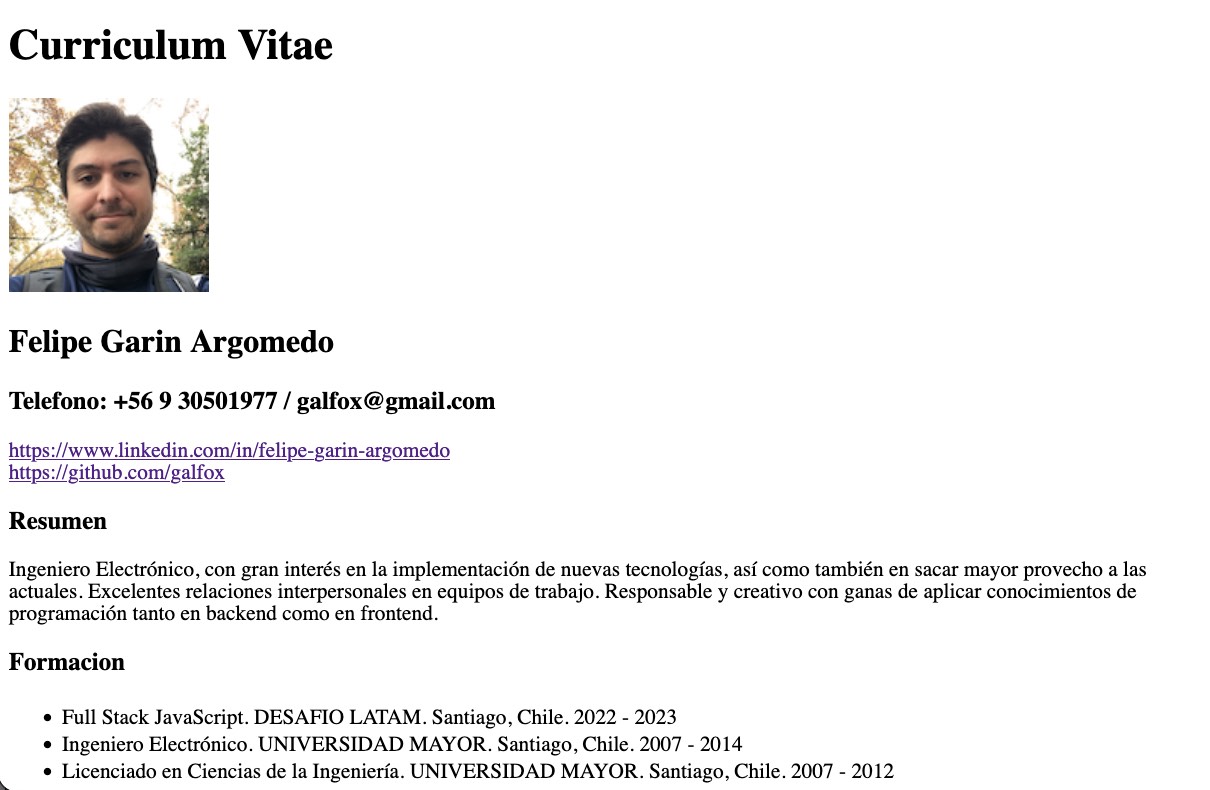 Curriculum Vitae
Felipe Garin Argomedo
Telefono: +56 9 30501977 / galfox@gmail.com
https://www.linkedin.com/in/felipe-garin-argomedo
https://github.com/galfox
Resumen
Ingeniero Electrónico, con gran interés en la implementación de nuevas tecnologías, así como también en sacar mayor provecho a las
actuales. Excelentes relaciones interpersonales en equipos de trabajo. Responsable y creativo con ganas de aplicar conocimientos de
programación tanto en backend como en frontend.
Formacion
• Full Stack JavaScript. DESAFIO LATAM. Santiago, Chile. 2022 - 2023
• Ingeniero Electrónico. UNIVERSIDAD MAYOR. Santiago, Chile. 2007 - 2014
• Licenciado en Ciencias de la Ingeniería. UNIVERSIDAD MAYOR. Santiago, Chile. 2007 - 2012